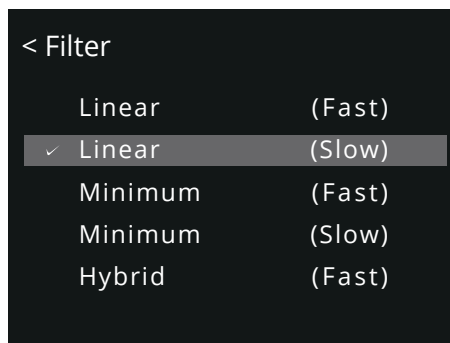 < Filter
Linear (Fast)
✓ Linear (Slow)
Minimum (Fast)
Minimum (Slow)
Hybrid (Fast)